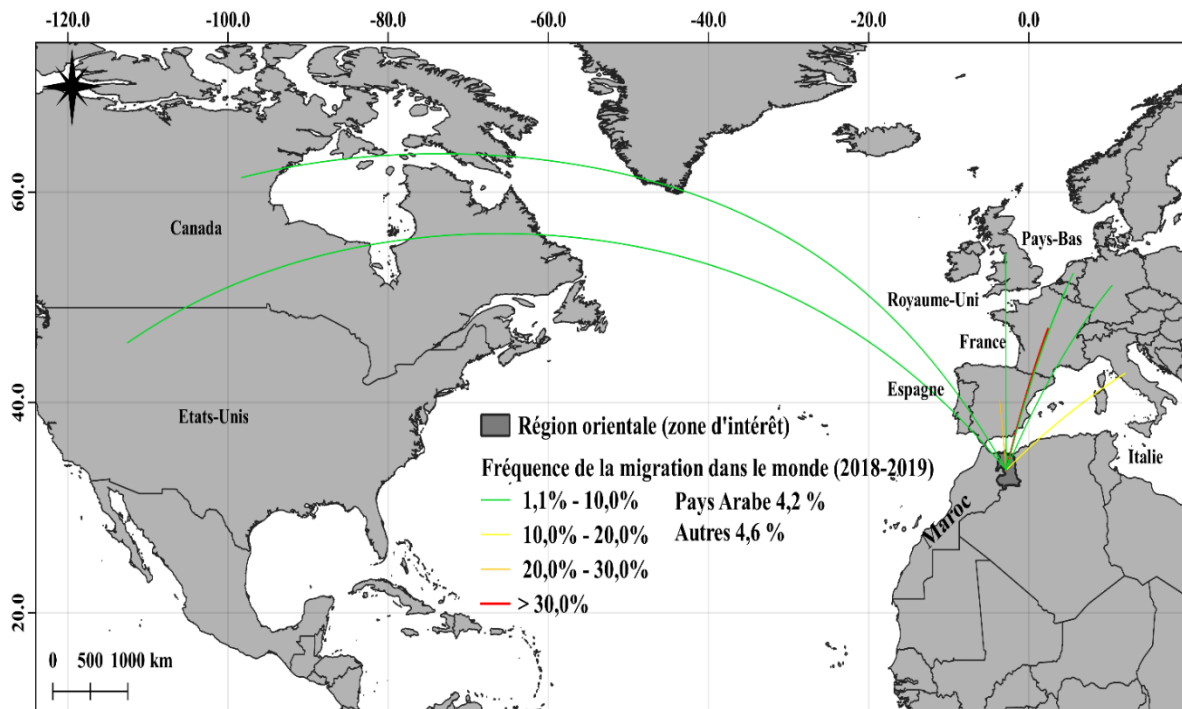 -120.0 -100.0 -80.0 -60.0 -40.0 -20.0 0.0
60.0
Canada
Pays-Bas
Royaume-Uni
France
40.0
Espagne
Etats-Unis
Région orientale (zone d'intérêt)
Italie
Fréquence de la migration dans le monde (2018-2019)
1,1% - 10,0% Pays Arabe 4,2 %
10,0% - 20,0% Autres 4,6 %
20,0% - 30,0%
> 30,0%
Maroc
20.0
0 500 1000 km